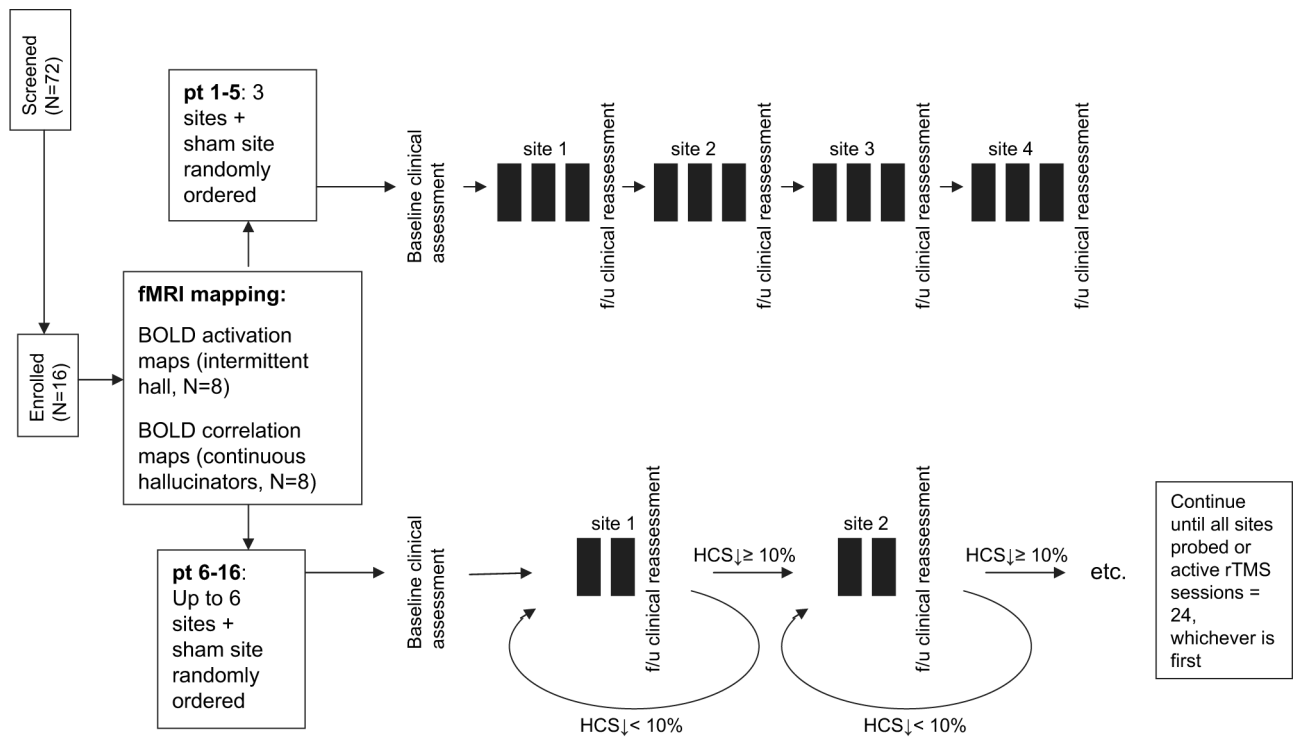 Screened
(N=72)
Enrolled
(N=16)
fMRI mapping:
BOLD activation
maps (intermittent
hall, N=8)
BOLD correlation
maps (continuous
hallucinators, N=8)
pt 1-5: 3
sites +
sham site
randomly
ordered
Baseline clinical
assessment
site 1
f/u clinical reassessment
site 2
f/u clinical reassessment
site 3
f/u clinical reassessment
site 4
f/u clinical reassessment
pt 6-16:
Up to 6
sites +
sham site
randomly
ordered
Baseline clinical
assessment
site 1
f/u clinical reassessment
HCS↓≥ 10%
HCS↓< 10%
site 2
f/u clinical reassessment
HCS↓≥ 10%
HCS↓< 10%
etc.
Continue
until all sites
probed or
active rTMS
sessions =
24,
whichever is
first